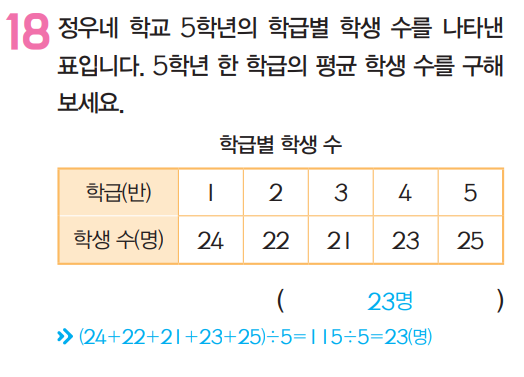 18 정우네 학교 5학년의 학급별 학생 수를 나타낸
표입니다. 5학년 한 학급의 평균 학생 수를 구해
보세요.
학급별 학생 수
학급(반) 1 2 3 4 5
학생 수(명) 24 22 21 23 25
( 23명 )
(24+22+21+23+25)÷5=115÷5=23(명)